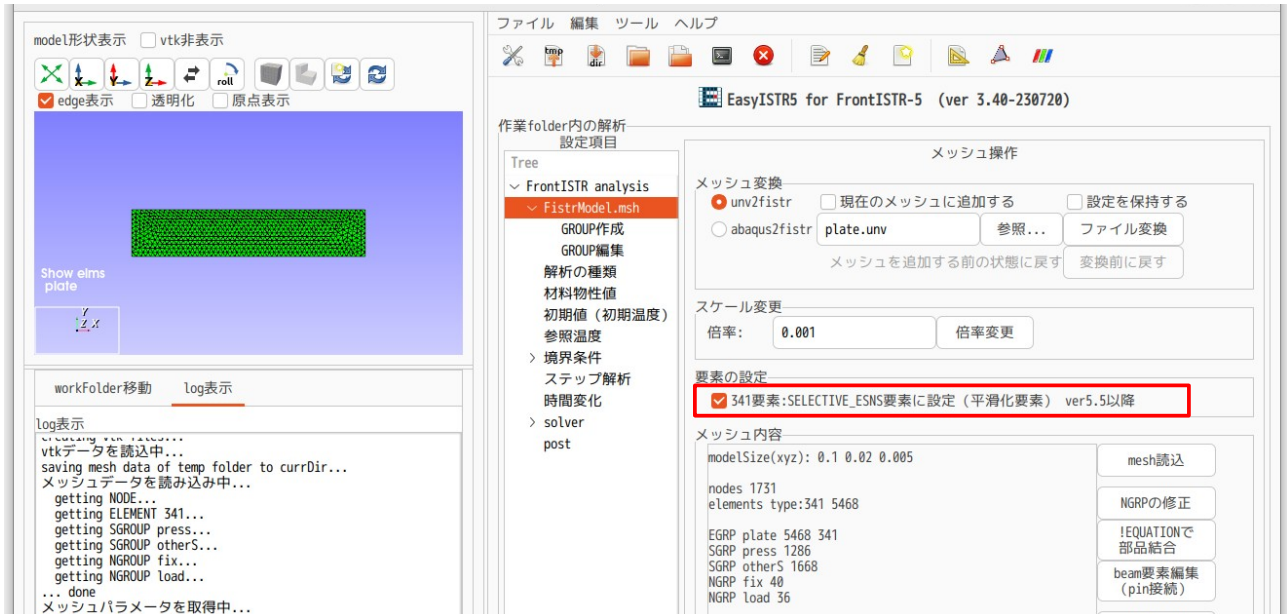 model形状表示 vtk非表示
roll
edge表示 透明化 原点表示
Show elms
plate
Y
Z X
workFolder移動 log表示
log表示
creating vtk files...
vtkデータを読込中...
saving mesh data of temp folder to currDir...
メッシュデータを読み込み中...
getting NODE...
getting ELEMENT 341...
getting SGROUP press...
getting SGROUP otherS...
getting NGROUP fix...
getting NGROUP load...
... done
メッシュパラメータを取得中...
ファイル 編集 ツール ヘルプ
tmp dir
EasyISTR5 for FrontISTR-5 (ver 3.40-230720)
作業folder内の解析
設定項目
Tree
FrontISTR analysis
FistrModel.msh
GROUP作成
GROUP編集
解析の種類
材料物性値
初期値（初期温度）
参照温度
境界条件
ステップ解析
時間変化
solver
post
メッシュ操作
メッシュ変換
unv2fistr 現在のメッシュに追加する 設定を保持する
abaqus2fistr plate.unv 参照... ファイル変換
メッシュを追加する前の状態に戻す 変換前に戻す
スケール変更
倍率: 0.001 倍率変更
要素の設定
341要素:SELECTIVE_ESNS要素に設定（平滑化要素） ver5.5以降
メッシュ内容
modelSize(xyz): 0.1 0.02 0.005
nodes 1731
elements type:341 5468
EGRP plate 5468 341
SGRP press 1286
SGRP otherS 1668
NGRP fix 40
NGRP load 36
mesh読込
NGRPの修正
!EQUATIONで
部品結合
beam要素編集
(pin接続)